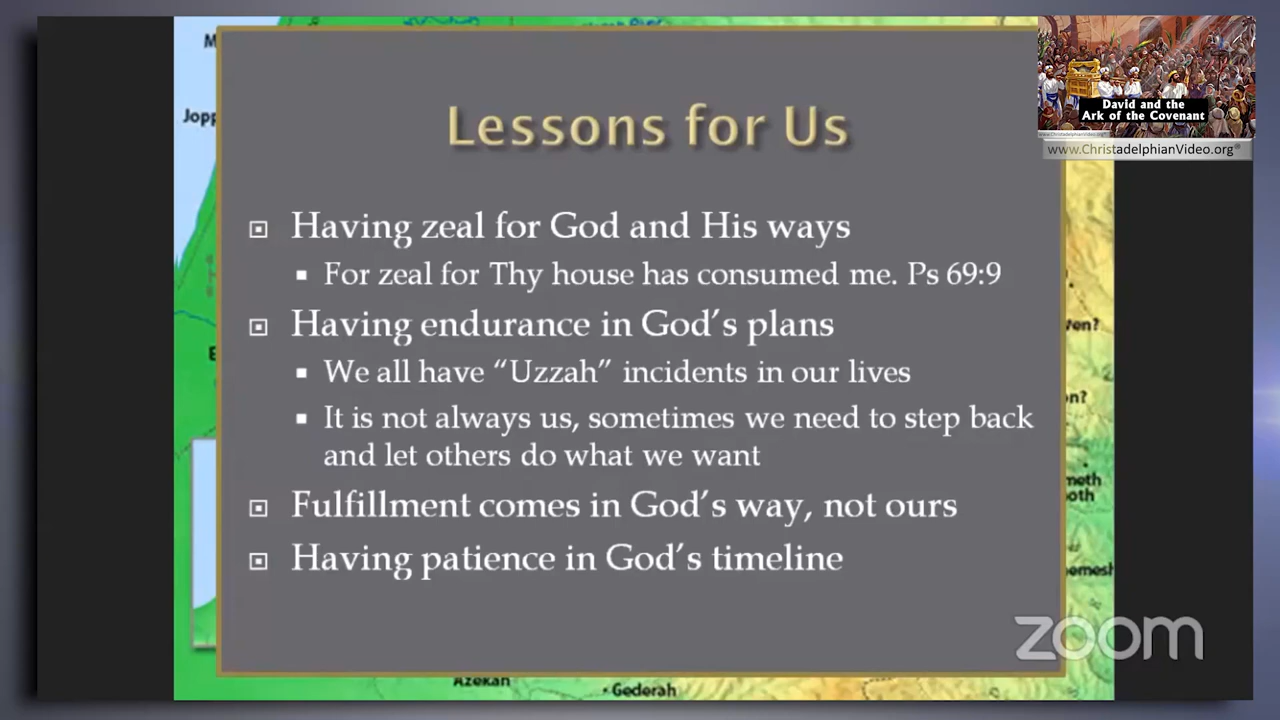 Lessons for Us
Having zeal for God and His ways
For zeal for Thy house has consumed me. Ps 69:9
Having endurance in God's plans
We all have “Uzzah” incidents in our lives
It is not always us, sometimes we need to step back
and let others do what we want
Fulfillment comes in God's way, not ours
Having patience in God's timeline
David and the
Ark of the Covenant
www.ChristadelphianVideo.org®
www.ChristadelphianVideo.org®
zoom
Azekah
Gederah